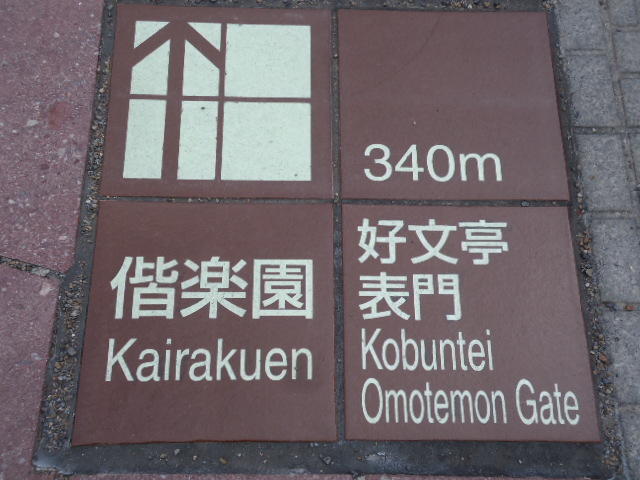 340m
偕楽園
Kairakuen
好文亭
表門
Kobuntei
Omotemon Gate